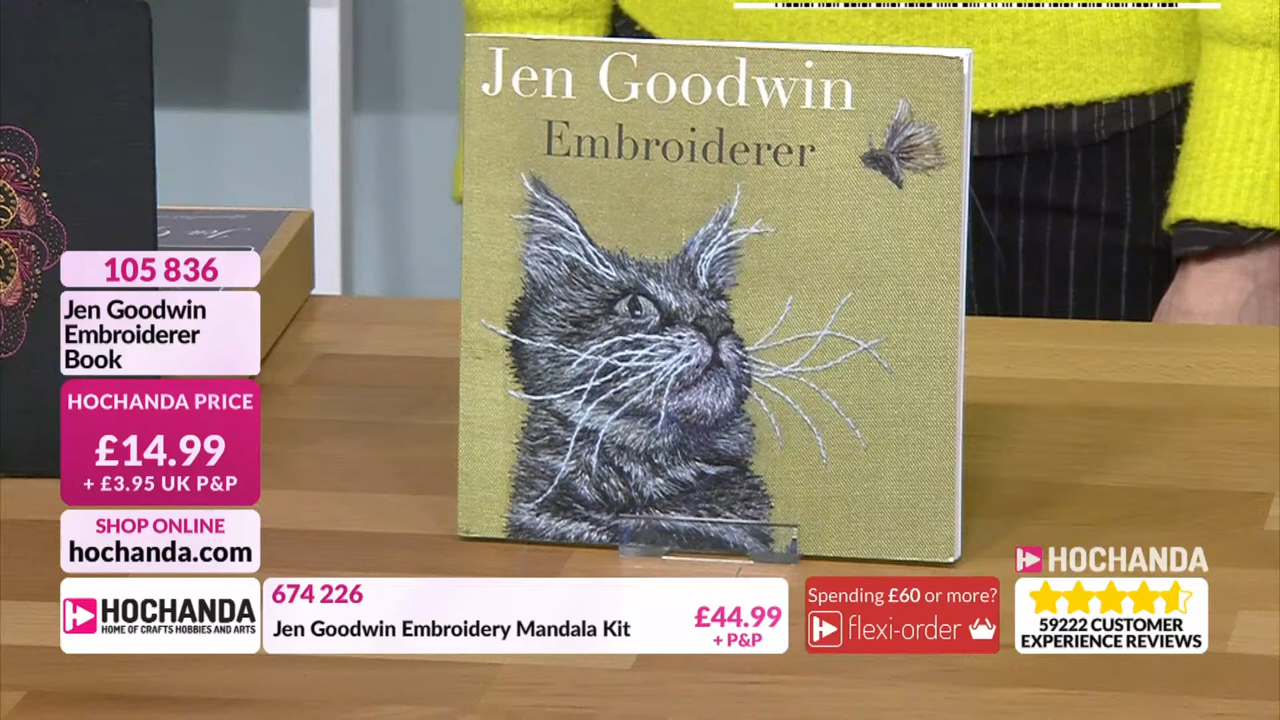 Jen Goodwin
Embroiderer
105 836
Jen Goodwin
Embroiderer
Book
HOCHANDA PRICE
£14.99
+ £3.95 UK P&P
SHOP ONLINE
hochanda.com
HOCHANDA
HOME OF CRAFTS HOBBIES AND ARTS
674 226
Jen Goodwin Embroidery Mandala Kit
£44.99
+ P&P
Spending £60 or more?
flexi-order
HOCHANDA
59222 CUSTOMER
EXPERIENCE REVIEWS